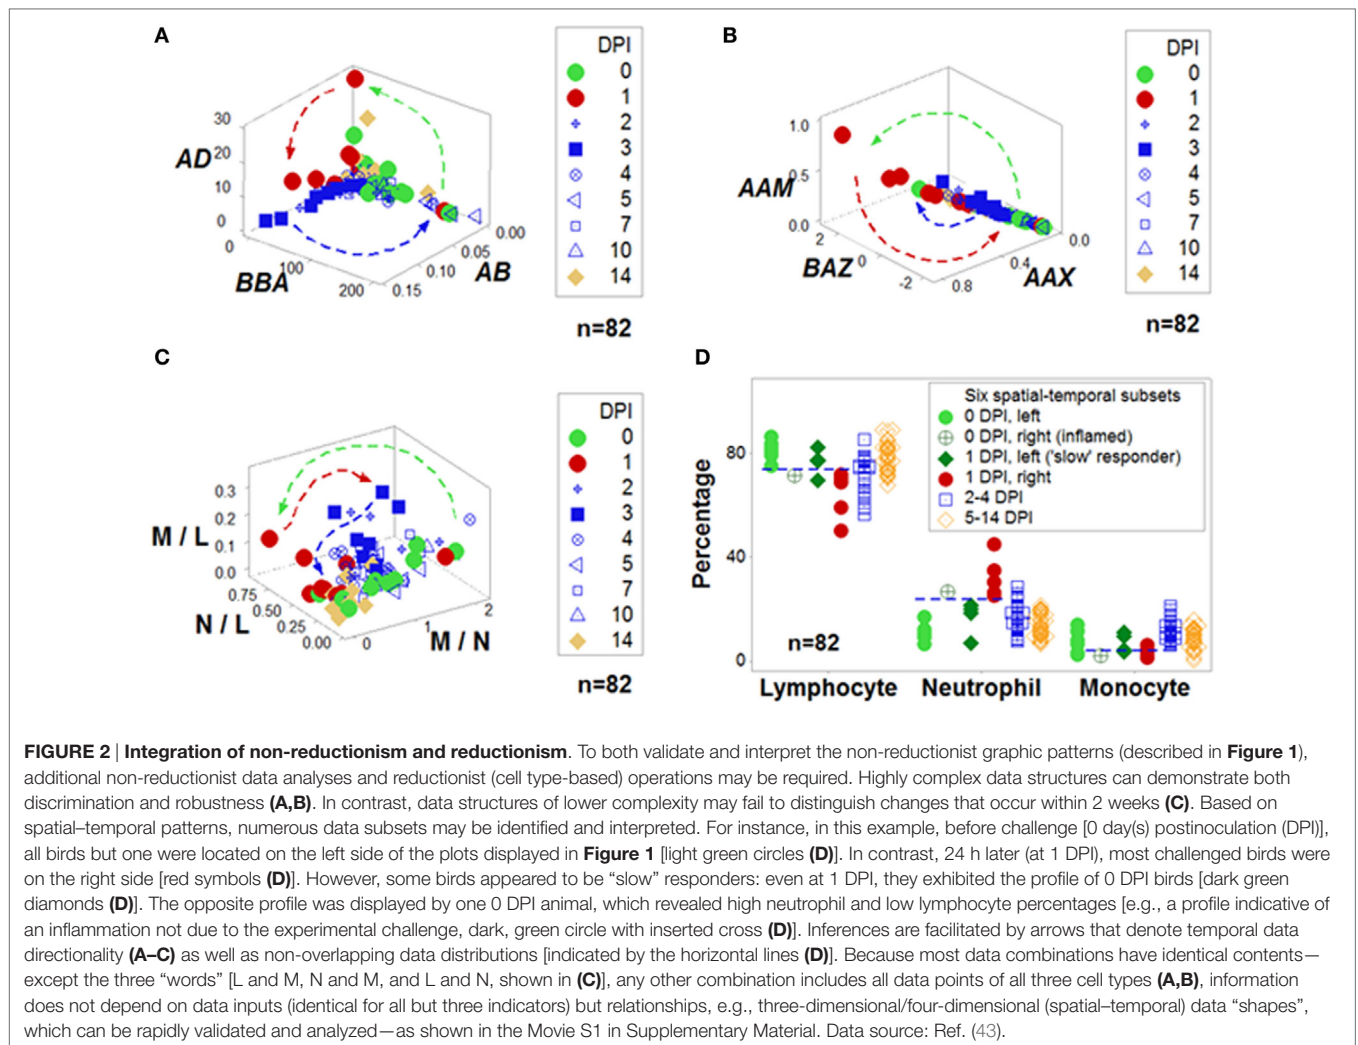 A
DPI
0
1
2
3
4
5
7
10
14
n=82
AD
30
20
10
0
0
100
200
BBA
0.15
0.10
0.05
0.00
AB
B
DPI
0
1
2
3
4
5
7
10
14
n=82
AAM
1.0
0.5
0.0
2
0
-2
BAZ
0.8
0.4
0.0
AAX
C
DPI
0
1
2
3
4
5
7
10
14
n=82
M / L
0.3
0.2
0.1
0.0
0.75
0.50
0.25
0.00
N / L
0
1
2
M / N
D
Six spatial-temporal subsets
0 DPI, left
0 DPI, right (inflamed)
1 DPI, left ('slow' responder)
1 DPI, right
2-4 DPI
5-14 DPI
Percentage
80
40
0
n=82
Lymphocyte Neutrophil Monocyte
FIGURE 2 | Integration of non-reductionism and reductionism. To both validate and interpret the non-reductionist graphic patterns (described in Figure 1),
additional non-reductionist data analyses and reductionist (cell type-based) operations may be required. Highly complex data structures can demonstrate both
discrimination and robustness (A,B). In contrast, data structures of lower complexity may fail to distinguish changes that occur within 2 weeks (C). Based on
spatial–temporal patterns, numerous data subsets may be identified and interpreted. For instance, in this example, before challenge [0 day(s) postinoculation (DPI)],
all birds but one were located on the left side of the plots displayed in Figure 1 [light green circles (D)]. In contrast, 24 h later (at 1 DPI), most challenged birds were
on the right side [red symbols (D)]. However, some birds appeared to be “slow” responders: even at 1 DPI, they exhibited the profile of 0 DPI birds [dark green
diamonds (D)]. The opposite profile was displayed by one 0 DPI animal, which revealed high neutrophil and low lymphocyte percentages [e.g., a profile indicative of
an inflammation not due to the experimental challenge, dark, green circle with inserted cross (D)]. Inferences are facilitated by arrows that denote temporal data
directionality (A–C) as well as non-overlapping data distributions [indicated by the horizontal lines (D)]. Because most data combinations have identical contents—
except the three “words” [L and M, N and M, and L and N, shown in (C)], any other combination includes all data points of all three cell types (A,B), information
does not depend on data inputs (identical for all but three indicators) but relationships, e.g., three-dimensional/four-dimensional (spatial–temporal) data “shapes”,
which can be rapidly validated and analyzed—as shown in the Movie S1 in Supplementary Material. Data source: Ref. (43).